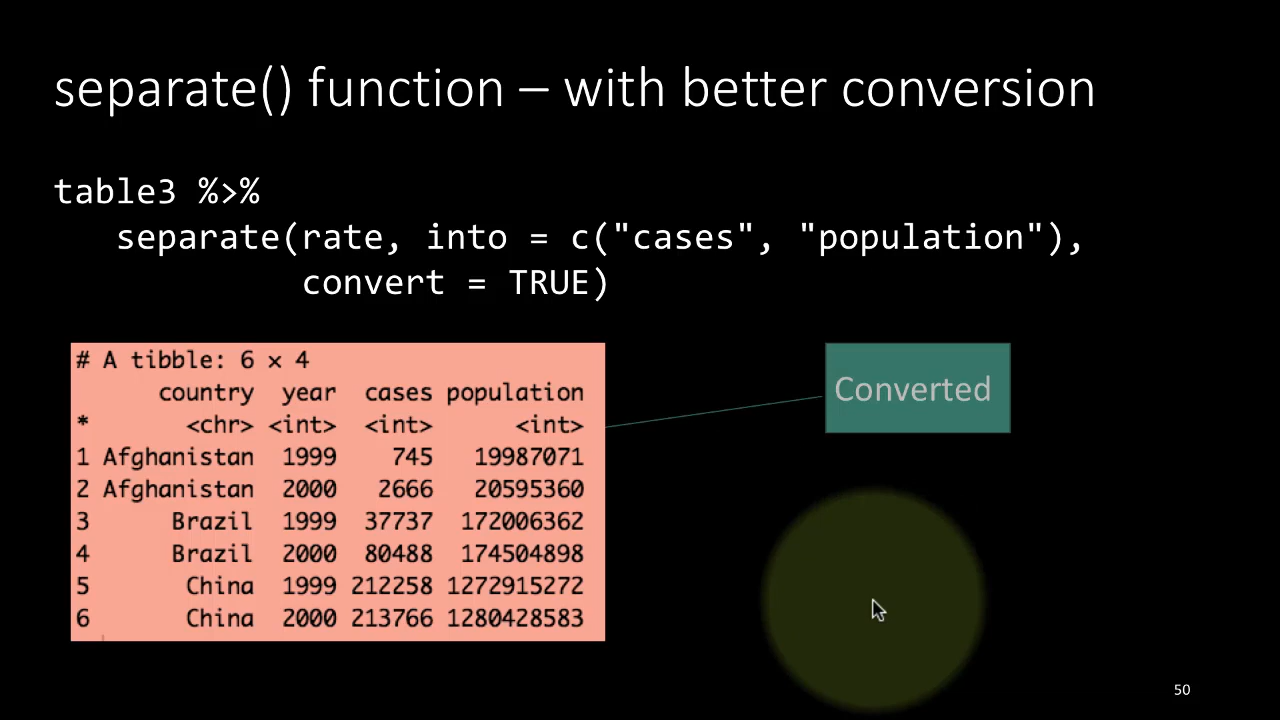 separate() function – with better conversion
table3 %>%
separate(rate, into = c("cases", "population"),
convert = TRUE)
# A tibble: 6 × 4
country year cases population
* <chr> <int> <int> <int>
1 Afghanistan 1999 745 19987071
2 Afghanistan 2000 2666 20595360
3 Brazil 1999 37737 172006362
4 Brazil 2000 80488 174504898
5 China 1999 212258 1272915272
6 China 2000 213766 1280428583
Converted
50